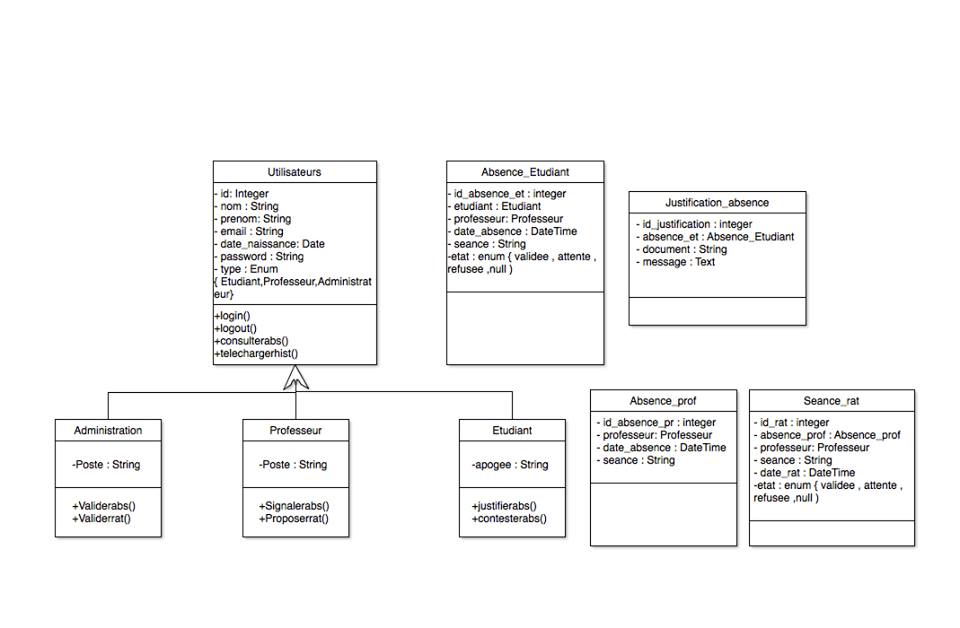 Utilisateurs
- id: Integer
- nom : String
- prenom: String
- email : String
- date_naissance: Date
- password : String
- type : Enum
{ Etudiant,Professeur,Administrat
eur}
+login()
+logout()
+consulterabs()
+telechargerhist()
Absence_Etudiant
- id_absence_et : integer
- etudiant : Etudiant
- professeur: Professeur
- date_absence : DateTime
- seance : String
-etat : enum { validee , attente ,
refusee ,null )
Justification_absence
- id_justification : integer
- absence_et : Absence_Etudiant
- document : String
- message : Text
Administration
-Poste : String
+Validerabs()
+Validerrat()
Professeur
-Poste : String
+Signalerabs()
+Proposerrat()
Etudiant
-apogee : String
+justifierabs()
+contesterabs()
Absence_prof
- id_absence_pr : integer
- professeur: Professeur
- date_absence : DateTime
- seance : String
Seance_rat
- id_rat : integer
- absence_prof : Absence_prof
- professeur: Professeur
- seance : String
- date_rat : DateTime
-etat : enum { validee , attente ,
refusee ,null )